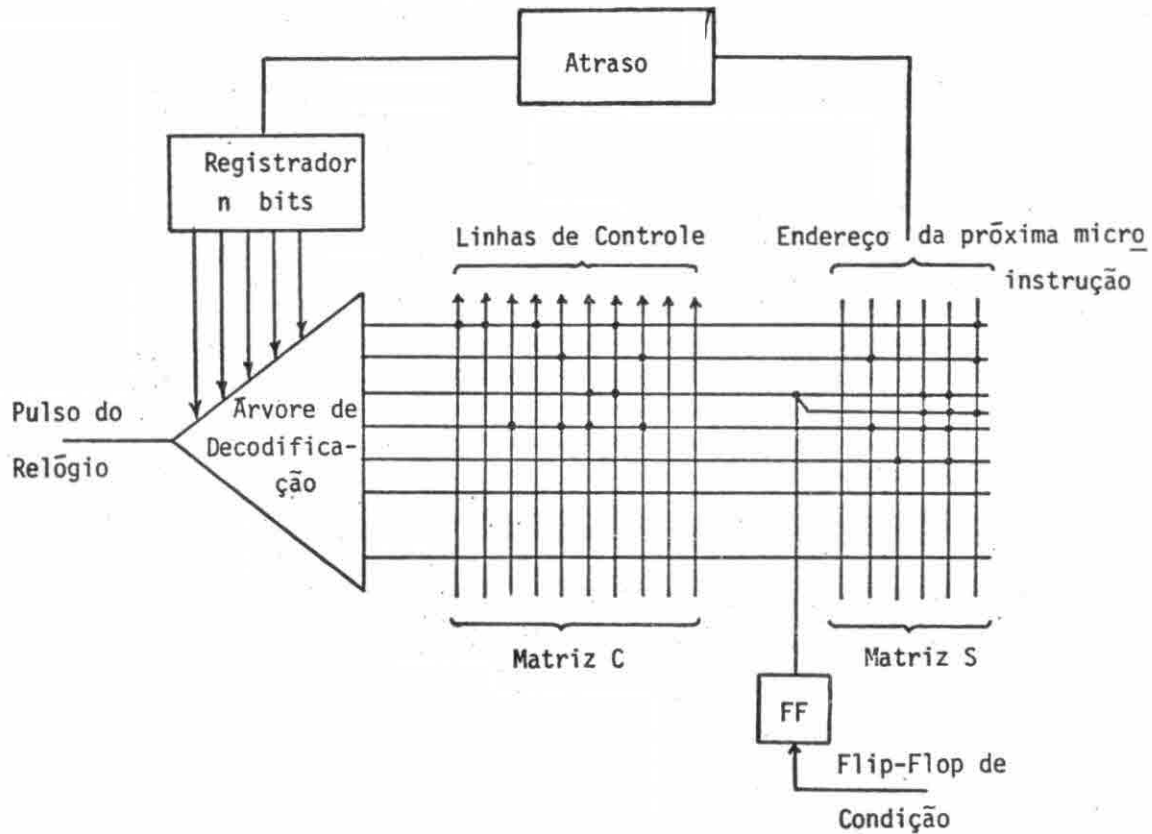 Atraso
Registrador
n bits
Linhas de Controle
Endereço da próxima micro
instrução
Pulso do
Relógio
Árvore de
Decodifica-
ção
Matriz C
Matriz S
FF
Flip-Flop de
Condição